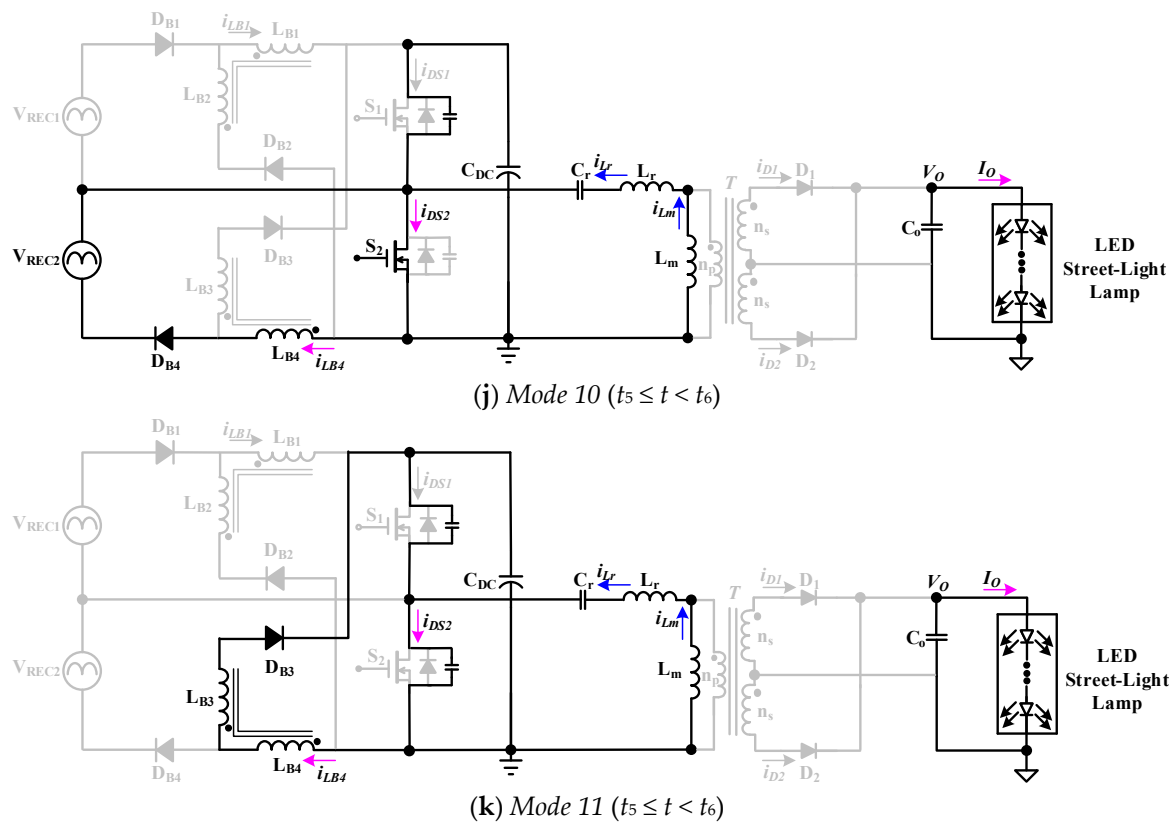 D_B1
i_LB1
L_B1
i_DS1
V_REC1
L_B2
S_1
D_B2
C_DC
C_r
i_Lr
L_r
i_D1
D_1
V_O
I_O
T
i_DS2
i_Lm
n_s
D_B3
S_2
C_o
V_REC2
L_m
n_p
LED
Street-Light
Lamp
L_B3
n_s
D_B4
L_B4
i_LB4
i_D2
D_2
(j) Mode 10 (t5 ≤ t < t6)
D_B1
i_LB1
L_B1
i_DS1
V_REC1
L_B2
S_1
D_B2
C_DC
C_r
i_Lr
L_r
i_D1
D_1
V_O
I_O
T
i_DS2
i_Lm
n_s
D_B3
S_2
C_o
V_REC2
L_m
n_p
LED
Street-Light
Lamp
L_B3
n_s
D_B4
L_B4
i_LB4
i_D2
D_2
(k) Mode 11 (t5 ≤ t < t6)